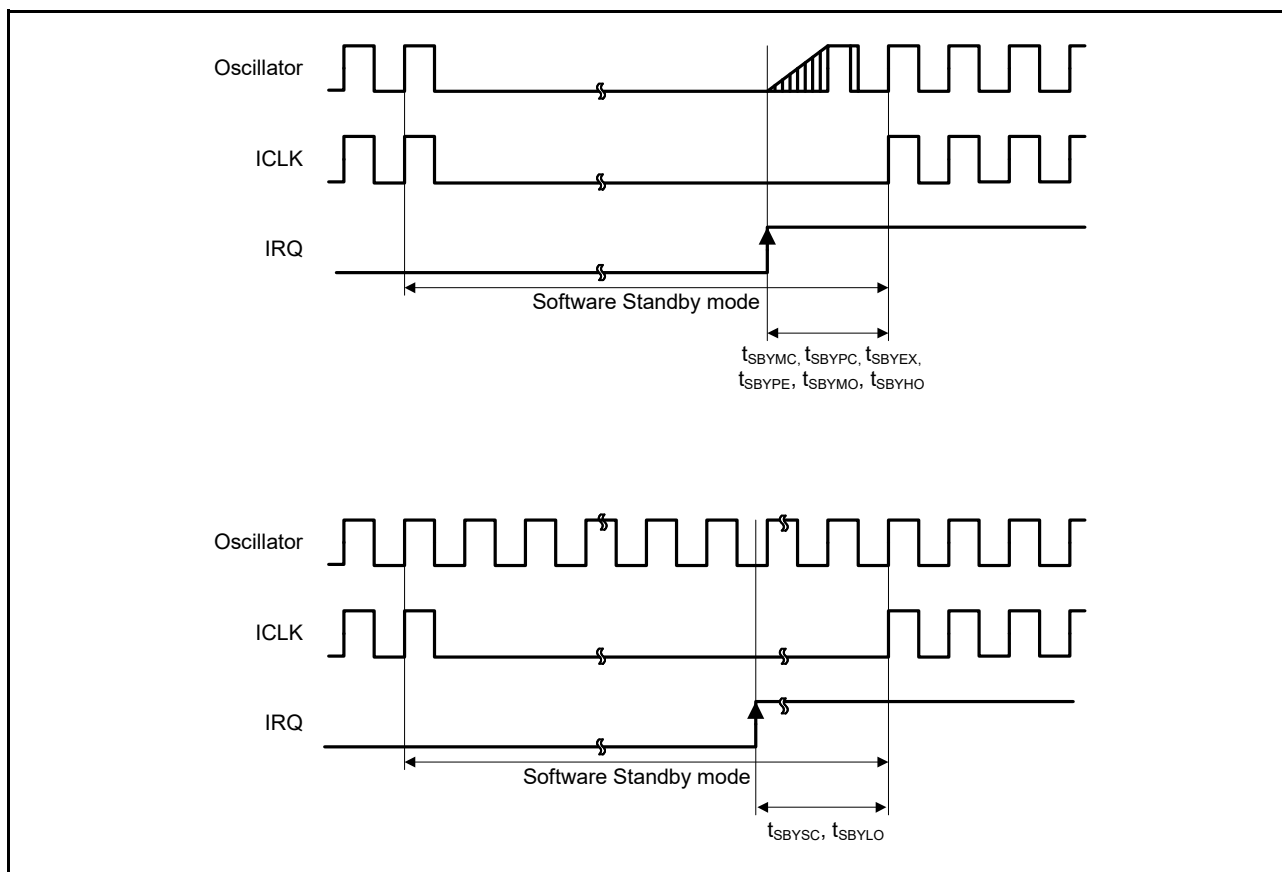 Oscillator
ICLK
IRQ
Software Standby mode
tSBYMC, tSBYPC, tSBYEX,
tSBYPE, tSBYMO, tSBYHO
Oscillator
ICLK
IRQ
Software Standby mode
tSBYSC, tSBYLO